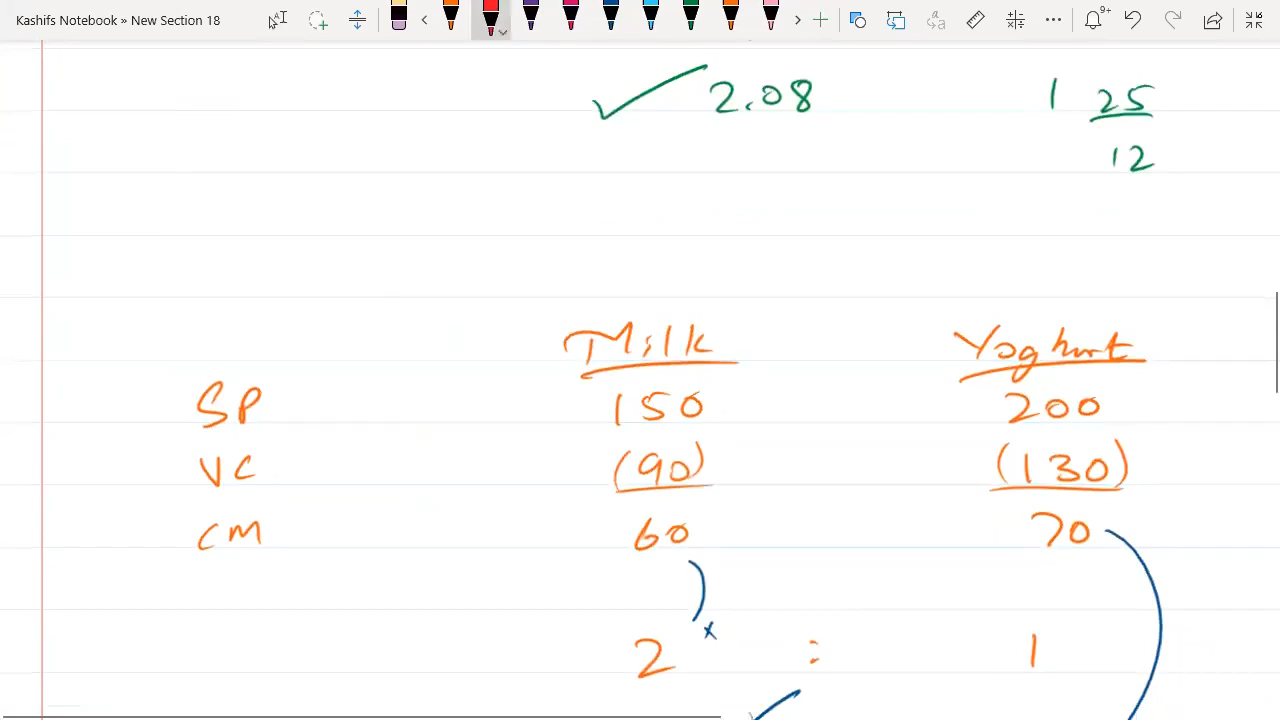 Kashifs Notebook » New Section 18 9+
2.08 1 25
12
Milk Yoghurt
SP 150 200
VC (90) (130)
CM 60 70
x
2 : 1